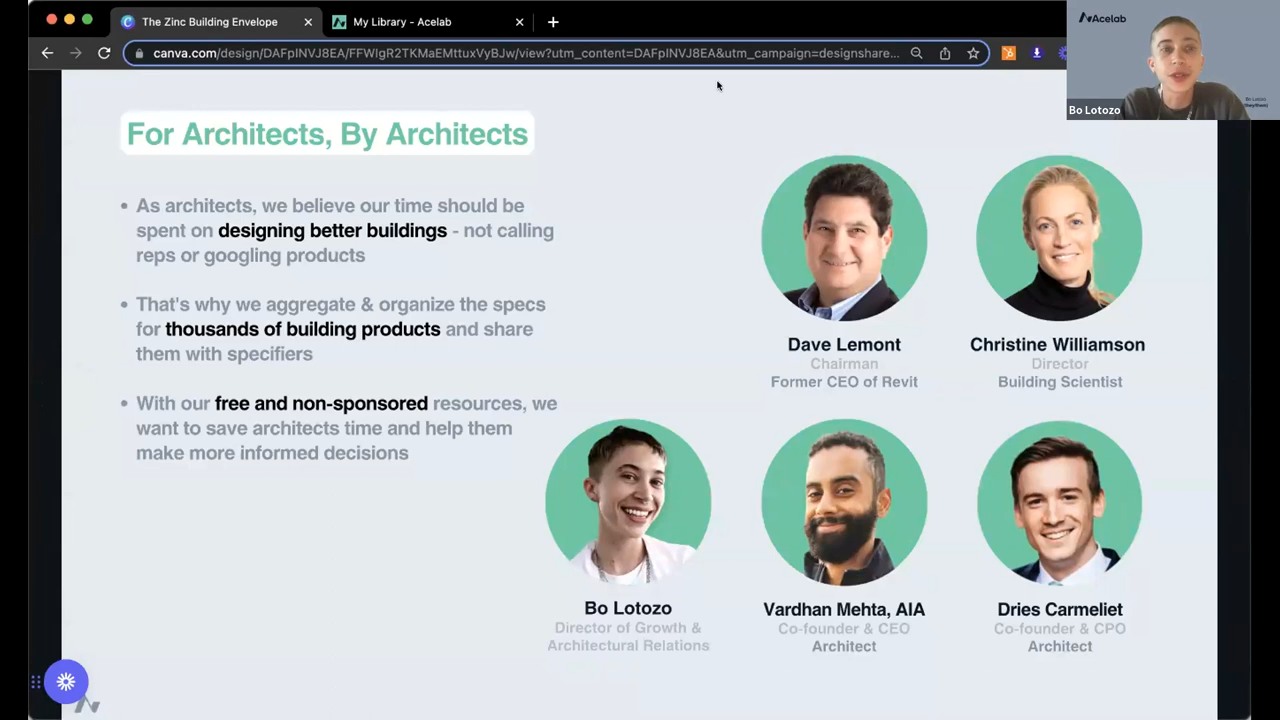 The Zinc Building Envelope
My Library - Acelab
canva.com/design/DAFpINVJ8EA/FFWIgR2TKMaEMttuxVyBJw/view?utm_content=DAFpINVJ8EA&utm_campaign=designshare...
Acelab
Bo Lotozo
For Architects, By Architects
• As architects, we believe our time should be
spent on designing better buildings - not calling
reps or googling products
• That's why we aggregate & organize the specs
for thousands of building products and share
them with specifiers
• With our free and non-sponsored resources, we
want to save architects time and help them
make more informed decisions
Dave Lemont
Chairman
Former CEO of Revit
Christine Williamson
Director
Building Scientist
Bo Lotozo
Director of Growth &
Architectural Relations
Vardhan Mehta, AIA
Co-founder & CEO
Architect
Dries Carmeliet
Co-founder & CPO
Architect